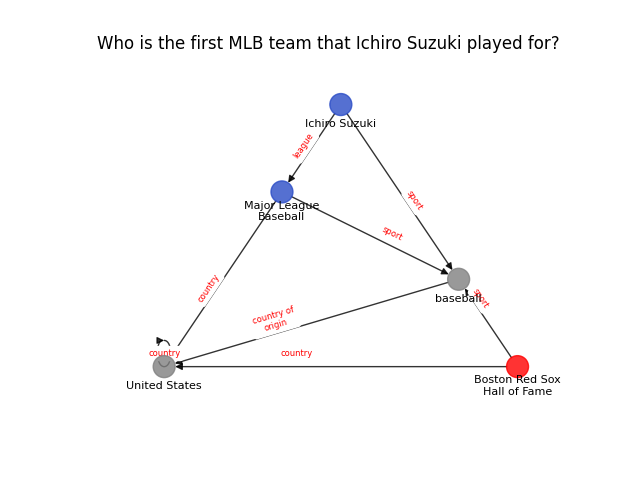 Who is the first MLB team that Ichiro Suzuki played for?
Ichiro Suzuki
league
sport
Major League
Baseball
sport
country
baseball
sport
country of
origin
country
country
United States
Boston Red Sox
Hall of Fame